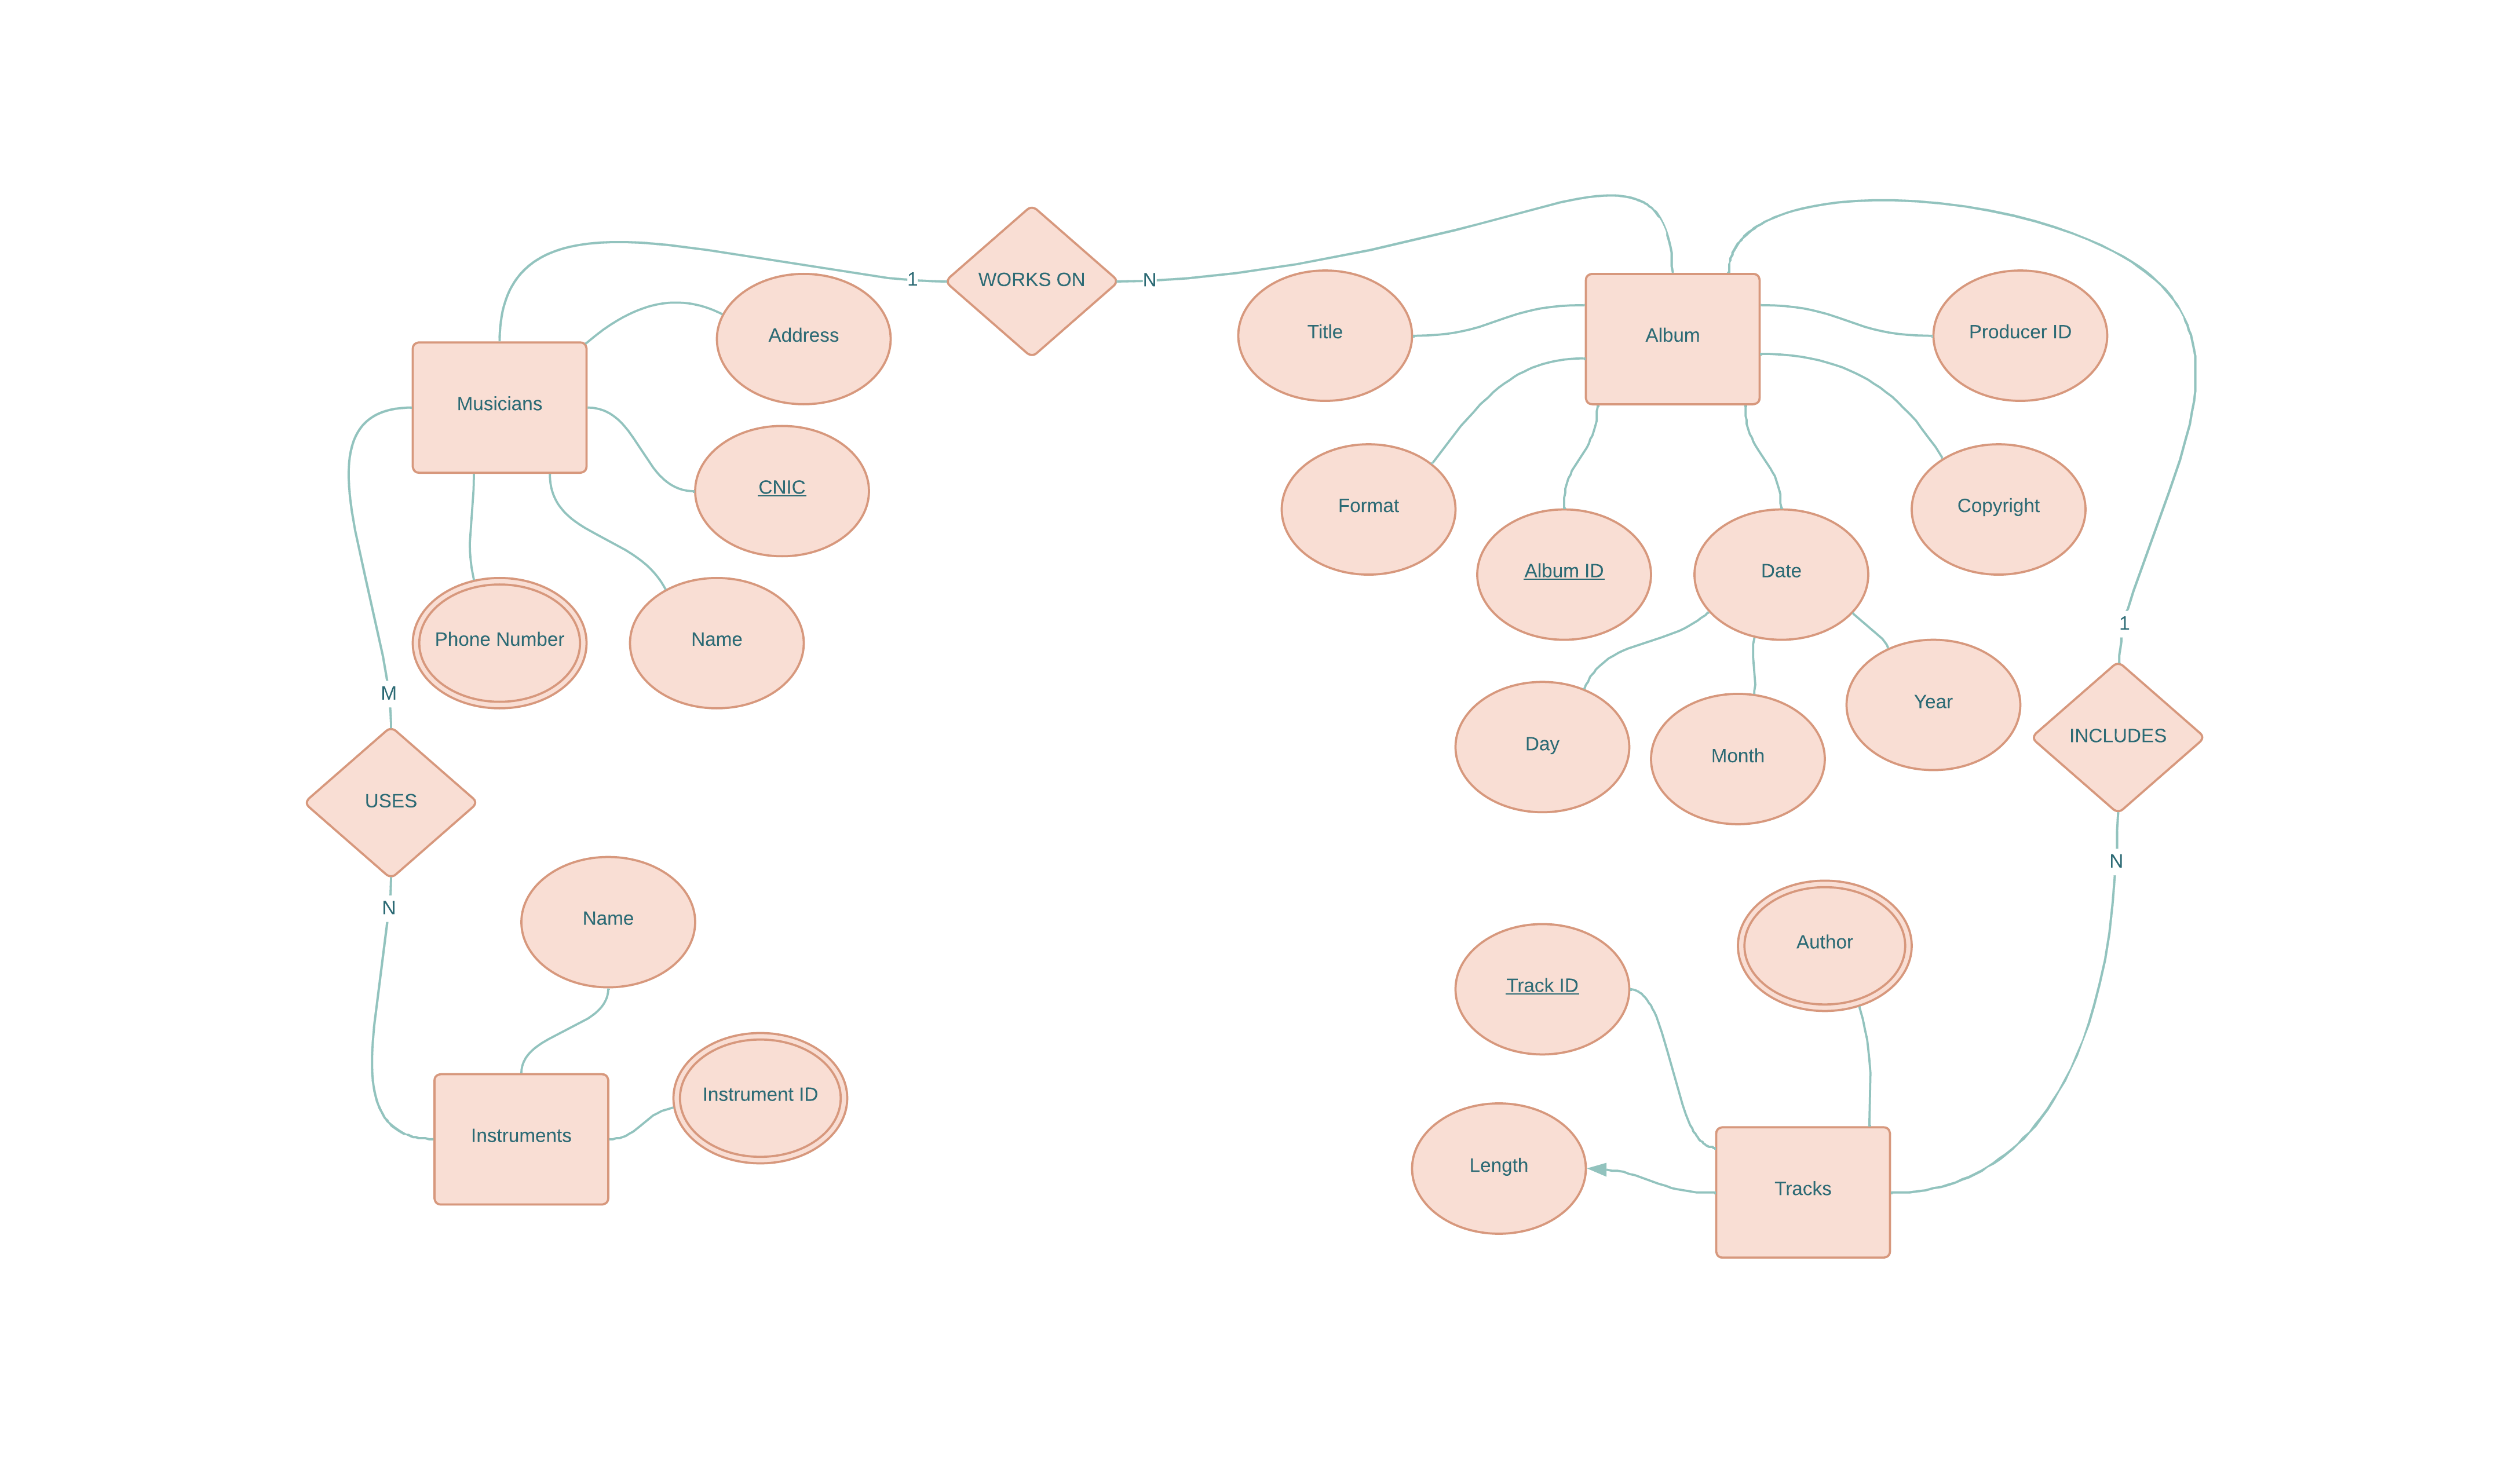 WORKS ON
1
N
Address
Musicians
CNIC
Phone Number
Name
M
USES
N
Name
Instrument ID
Instruments
Title
Album
Producer ID
Format
Copyright
Album ID
Date
Day
Month
Year
1
INCLUDES
N
Author
Track ID
Length
Tracks